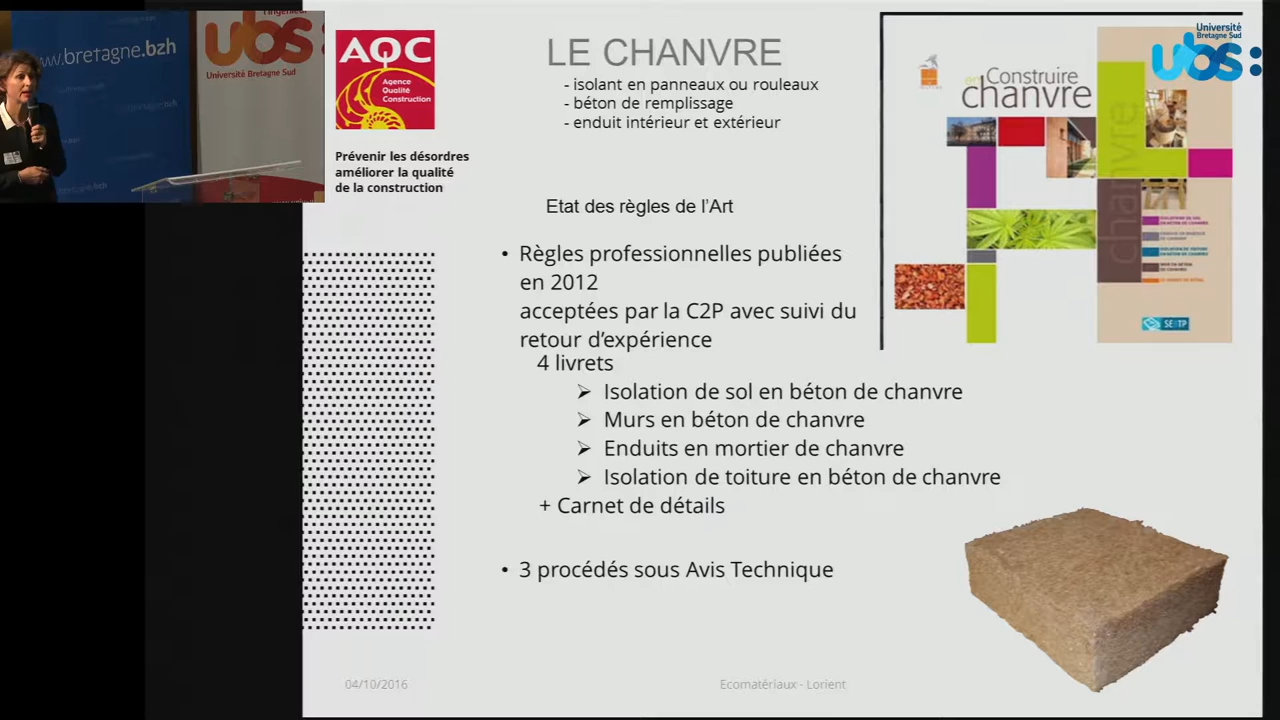 www.bretagne.bzh
ubs:
Université Bretagne Sud
AQC
Agence
Qualité
Construction
Prévenir les désordres
améliorer la qualité
de la construction
LE CHANVRE
- isolant en panneaux ou rouleaux
- béton de remplissage
- enduit intérieur et extérieur
Etat des règles de l’Art
• Règles professionnelles publiées
en 2012
acceptées par la C2P avec suivi du
retour d’expérience
4 livrets
➢ Isolation de sol en béton de chanvre
➢ Murs en béton de chanvre
➢ Enduits en mortier de chanvre
➢ Isolation de toiture en béton de chanvre
+ Carnet de détails
• 3 procédés sous Avis Technique
Construire
en chanvre
chanvre
SEBTP
Université
Bretagne Sud
ubs:
04/10/2016
Ecomatériaux - Lorient